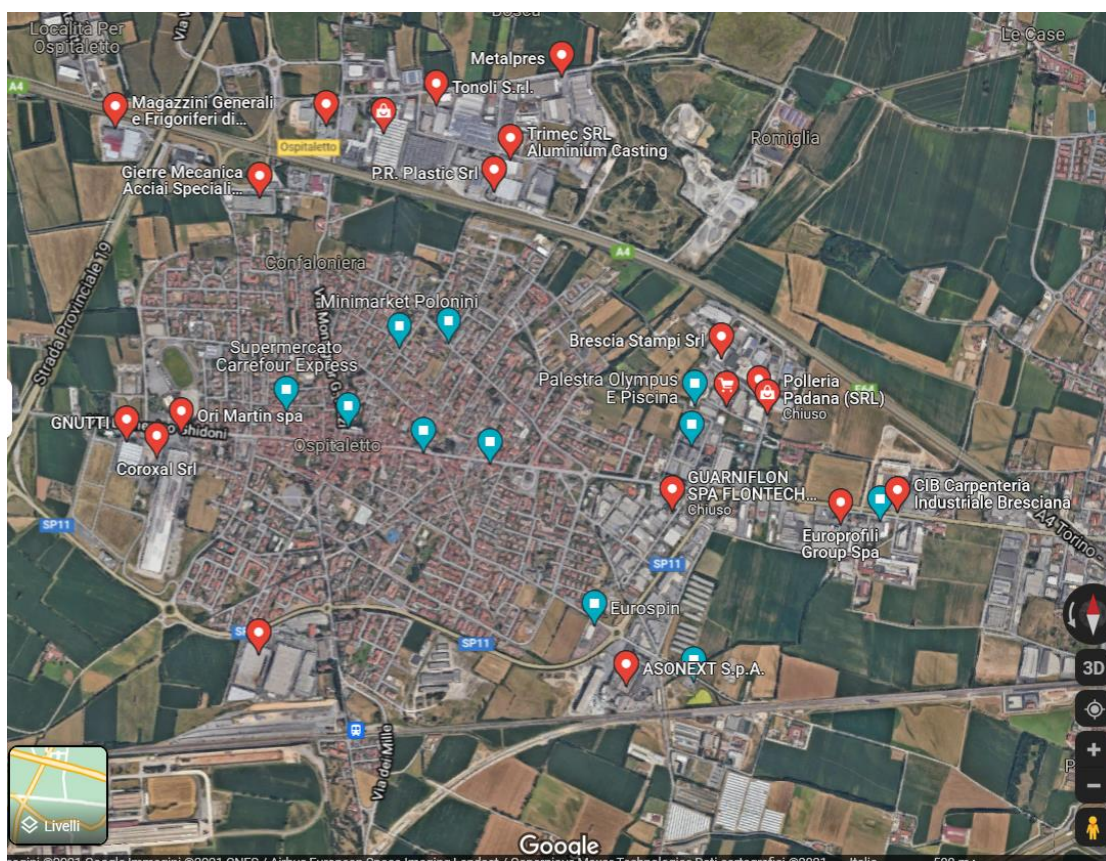 Località Per
Ospitaletto
Le Case
Metalpres
A4
Tonoli S.r.l.
Magazzini Generali
e Frigoriferi di...
Trimec SRL
Aluminium Casting
Romiglia
Ospitaletto
Gierre Mecanica
Acciai Speciali...
P.R. Plastic Srl
A4
Confaloniera
Strada Provinciale 19
Minimarket Polonini
Brescia Stampi Srl
Supermercato
Carrefour Express
Palestra Olympus
E Piscina
Polleria
Padana (SRL)
Chiuso
GNUTTI
Ori Martin spa
Ospitaletto
Coroxal Srl
GUARNIFLON
SPA FLONTECH...
Chiuso
CIB Carpenteria
Industriale Bresciana
Europrofili
Group Spa
A4 Torino -
SP11
SP11
Eurospin
SP11
ASONEXT S.p.A.
3D
Via dei Mille
Livelli
Google